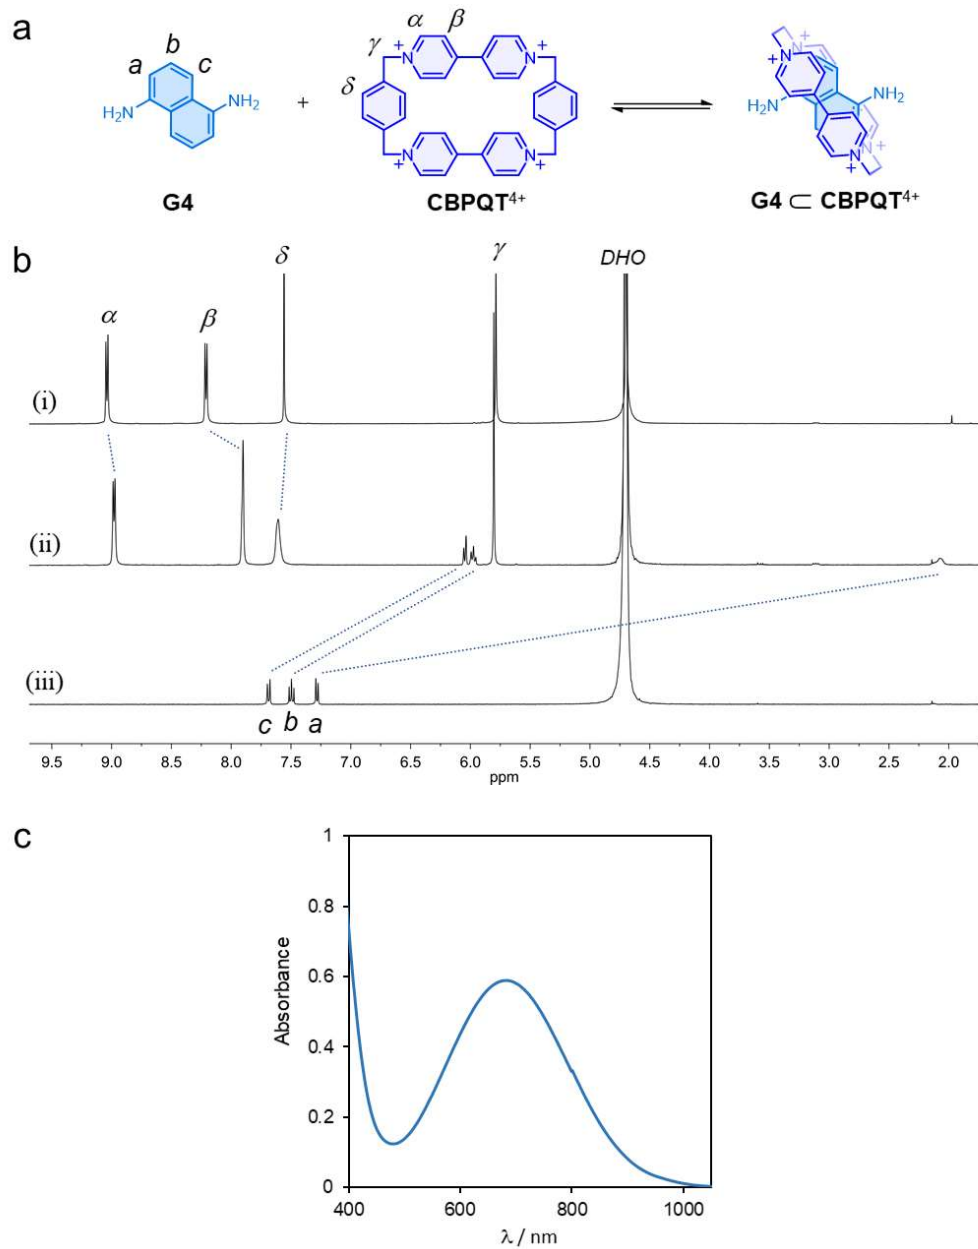 a
α β
b
a c
γ
δ
H₂N NH₂ + H₂N NH₂
+N N+
+N N+
+N
N+
G4 CBPQT⁴⁺ G4 ⊂ CBPQT⁴⁺
b
α β δ γ DHO
(i)
(ii)
(iii)
c b a
9.5 9.0 8.5 8.0 7.5 7.0 6.5 6.0 5.5 5.0 4.5 4.0 3.5 3.0 2.5 2.0
ppm
c
1
0.8
0.6
0.4
0.2
0
Absorbance
400 600 800 1000
λ / nm